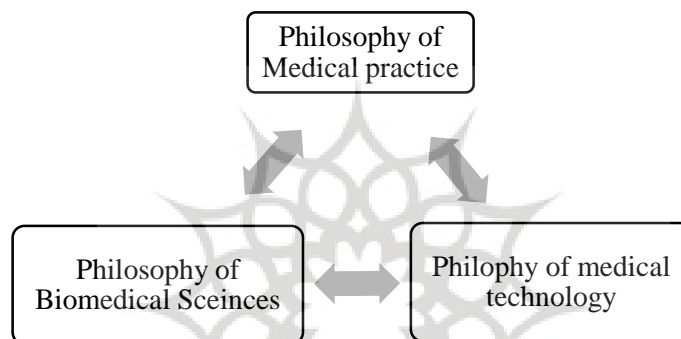 Philosophy of
Medical practice
Philosophy of
Biomedical Sceinces
Philophy of medical
technology